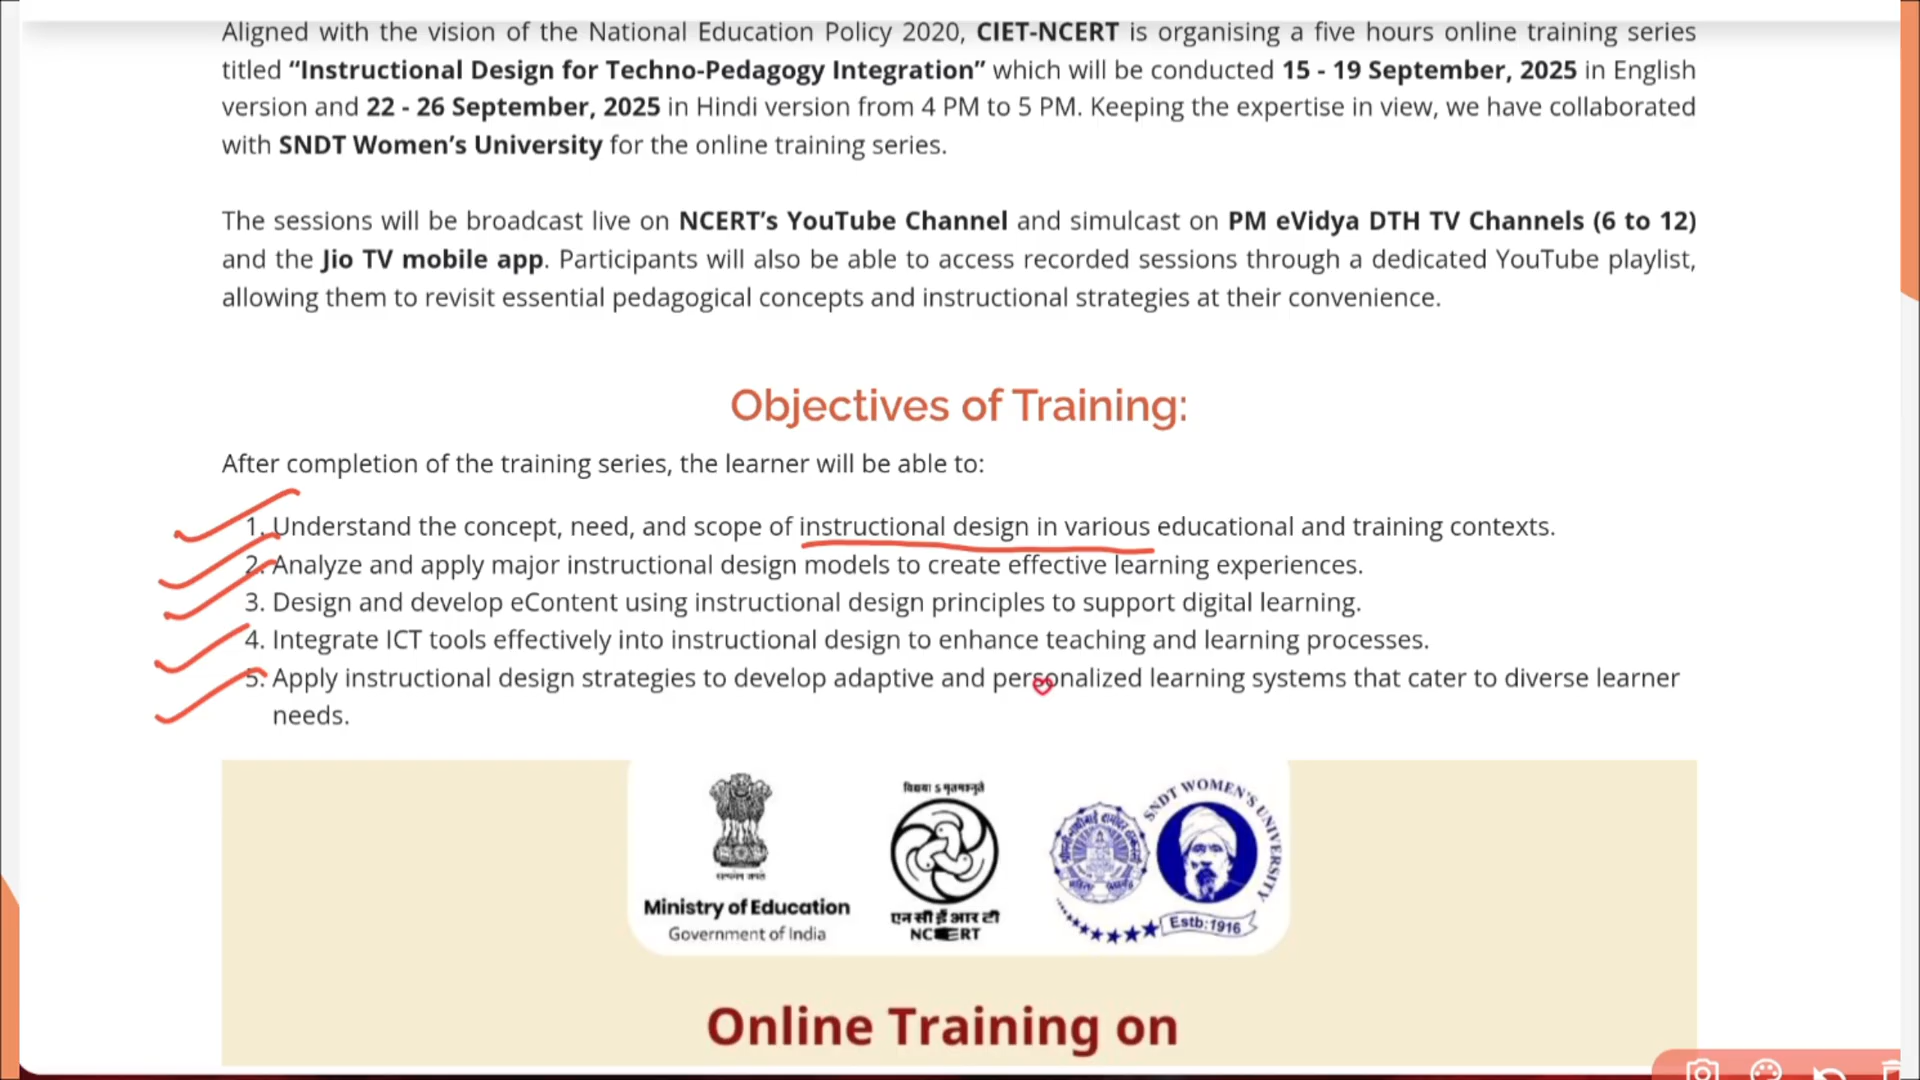 Aligned with the vision of the National Education Policy 2020, CIET-NCERT is organising a five hours online training series
titled “Instructional Design for Techno-Pedagogy Integration” which will be conducted 15 - 19 September, 2025 in English
version and 22 - 26 September, 2025 in Hindi version from 4 PM to 5 PM. Keeping the expertise in view, we have collaborated
with SNDT Women’s University for the online training series.
The sessions will be broadcast live on NCERT’s YouTube Channel and simulcast on PM eVidya DTH TV Channels (6 to 12)
and the Jio TV mobile app. Participants will also be able to access recorded sessions through a dedicated YouTube playlist,
allowing them to revisit essential pedagogical concepts and instructional strategies at their convenience.
Objectives of Training:
After completion of the training series, the learner will be able to:
1. Understand the concept, need, and scope of instructional design in various educational and training contexts.
2. Analyze and apply major instructional design models to create effective learning experiences.
3. Design and develop eContent using instructional design principles to support digital learning.
4. Integrate ICT tools effectively into instructional design to enhance teaching and learning processes.
5. Apply instructional design strategies to develop adaptive and personalized learning systems that cater to diverse learner
needs.
Ministry of Education
Government of India
एन सी ई आर टी
NCERT
SNDT WOMEN'S UNIVERSITY
Estb:1916
Online Training on